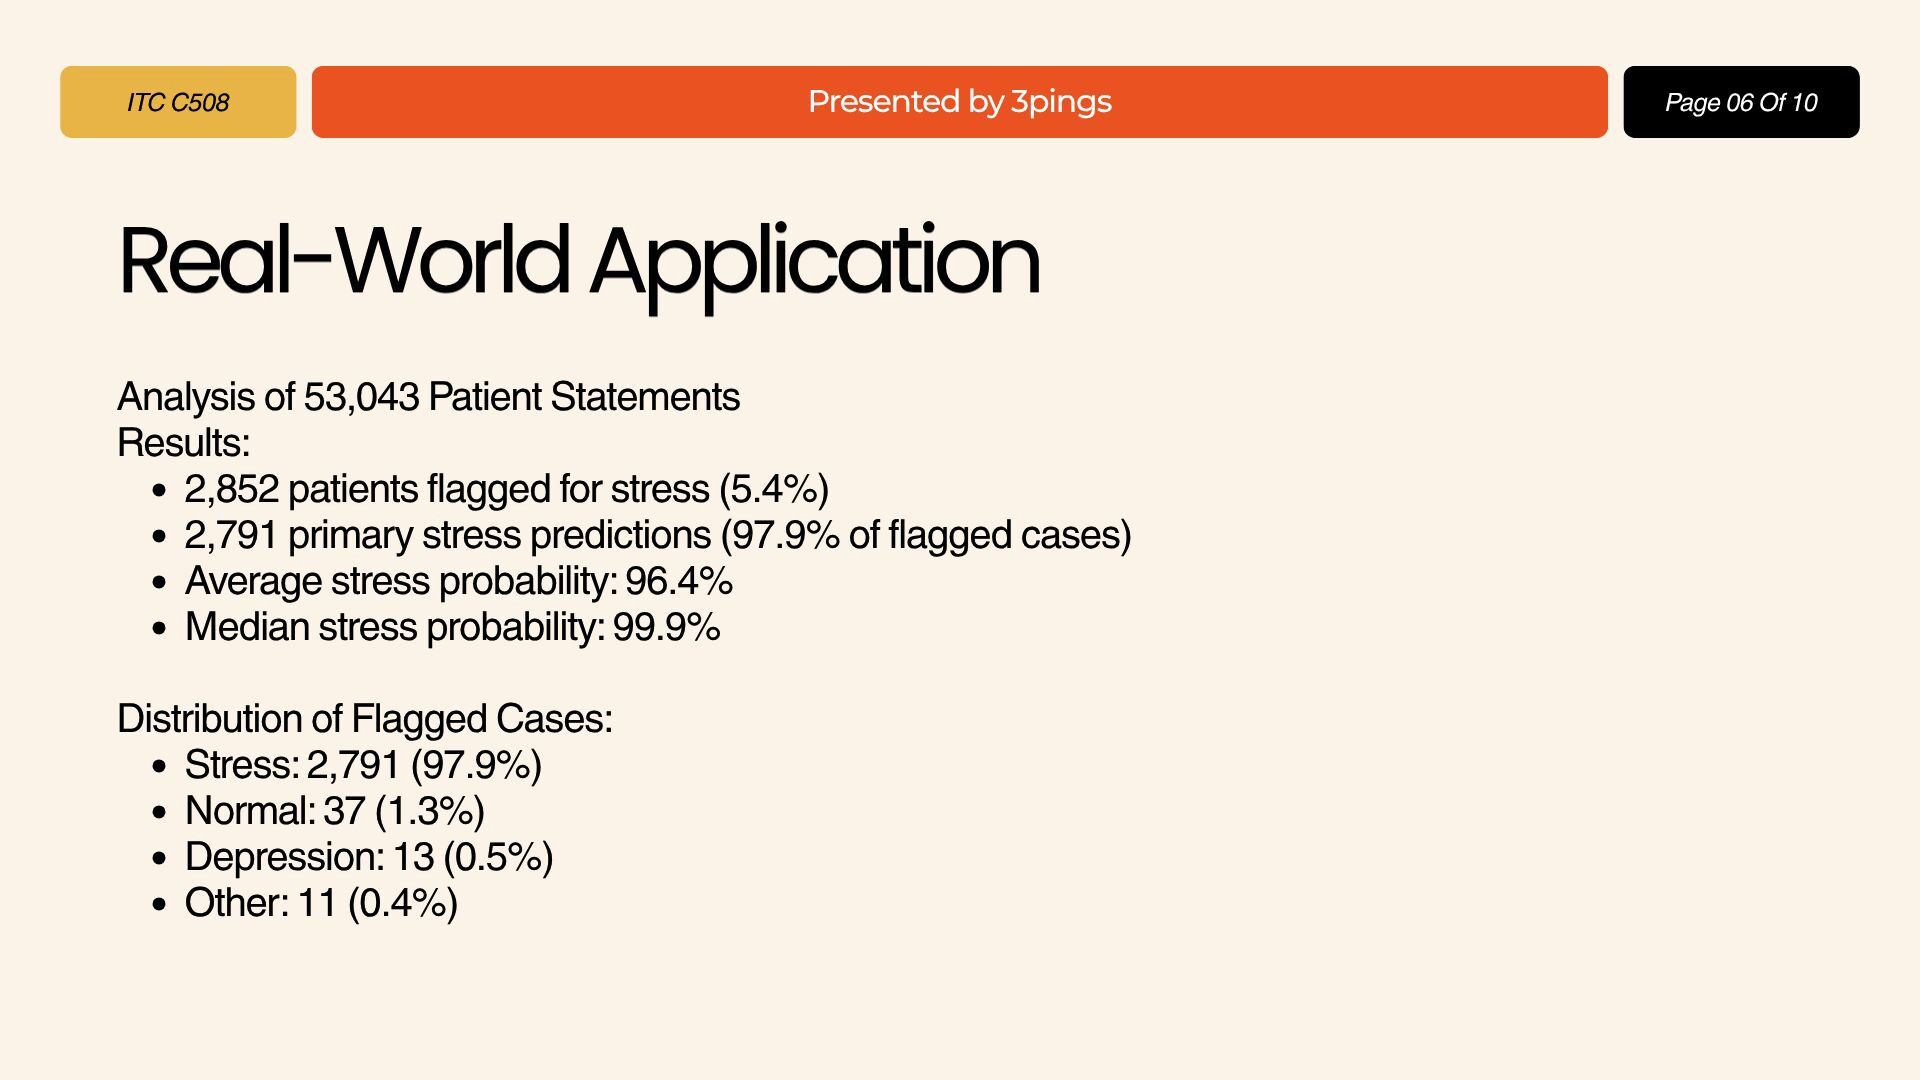 ITC C508
Presented by 3pings
Page 06 Of 10
Real-World Application
Analysis of 53,043 Patient Statements
Results:
• 2,852 patients flagged for stress (5.4%)
• 2,791 primary stress predictions (97.9% of flagged cases)
• Average stress probability: 96.4%
• Median stress probability: 99.9%
Distribution of Flagged Cases:
• Stress: 2,791 (97.9%)
• Normal: 37 (1.3%)
• Depression: 13 (0.5%)
• Other: 11 (0.4%)